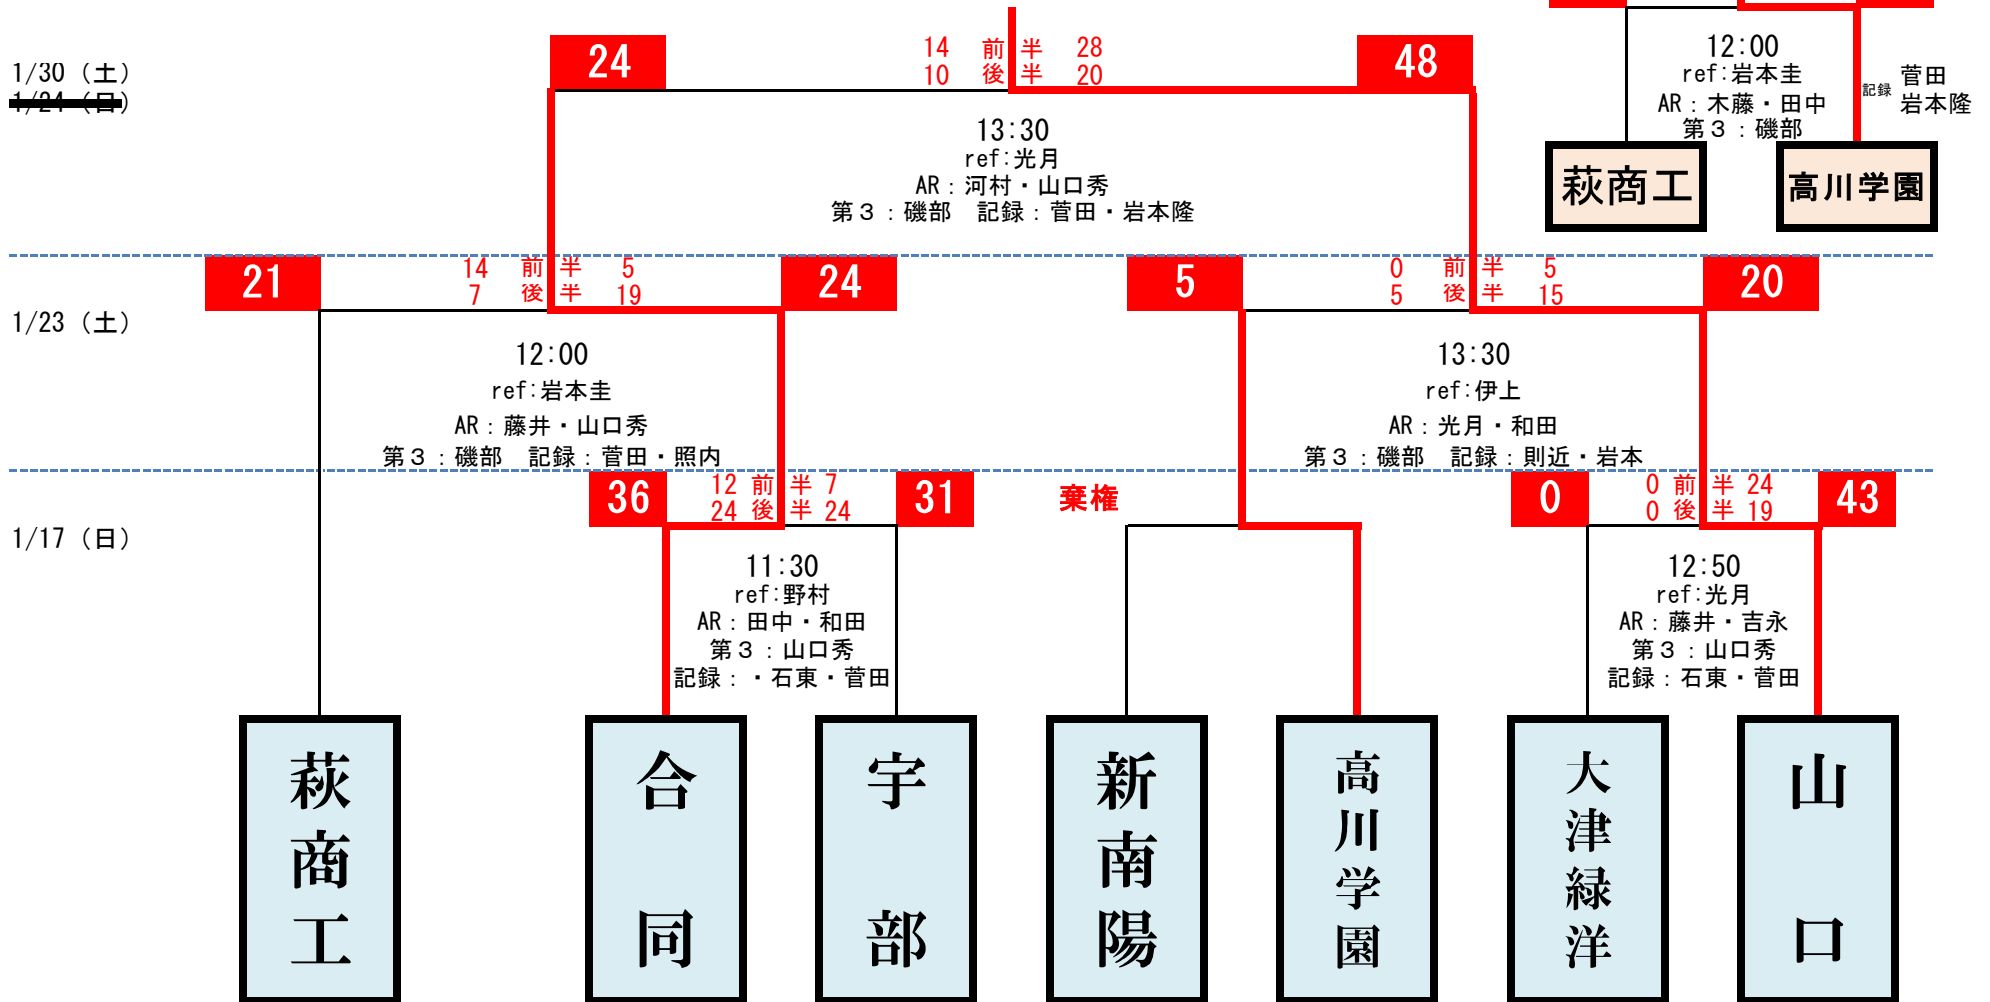 24
14 前 半 28
10 後 半 20
48
1/30（土）
1/24（日）
13:30
ref:光月
AR：河村・山口秀
第３：磯部　記録：菅田・岩本隆
12:00
ref:岩本圭
AR：木藤・田中
第３：磯部
記録
菅田
岩本隆
萩商工
高川学園
21
14 前 半 5
7 後 半 19
24
5
0 前 半 5
5 後 半 15
20
1/23（土）
12:00
ref:岩本圭
AR：藤井・山口秀
第３：磯部　記録：菅田・照内
13:30
ref:伊上
AR：光月・和田
第３：磯部　記録：則近・岩本
36
12 前 半 7
24 後 半 24
31
棄権
0
0 前 半 24
0 後 半 19
43
1/17（日）
11:30
ref:野村
AR：田中・和田
第３：山口秀
記録：・石東・菅田
12:50
ref:光月
AR：藤井・吉永
第３：山口秀
記録：石東・菅田
萩商工
合同
宇部
新南陽
高川学園
大津緑洋
山口